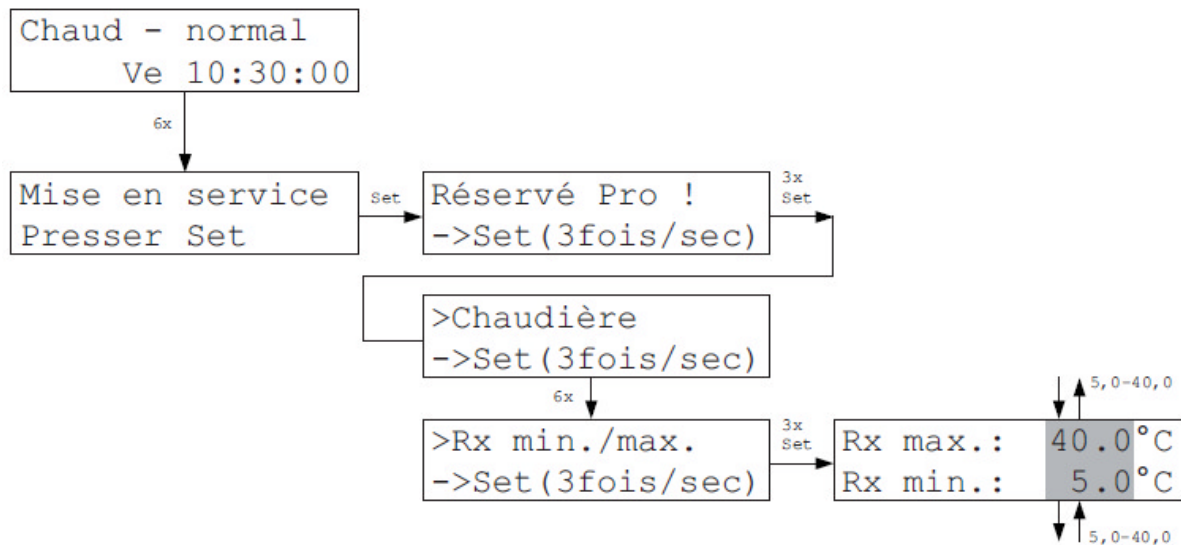 Chaud - normal
Ve 10:30:00
6x
Mise en service
Presser Set
Set
Réservé Pro !
->Set(3fois/sec)
3x
Set
>Chaudière
->Set(3fois/sec)
6x
>Rx min./max.
->Set(3fois/sec)
3x
Set
5,0-40,0
Rx max.: 40.0°C
Rx min.: 5.0°C
5,0-40,0